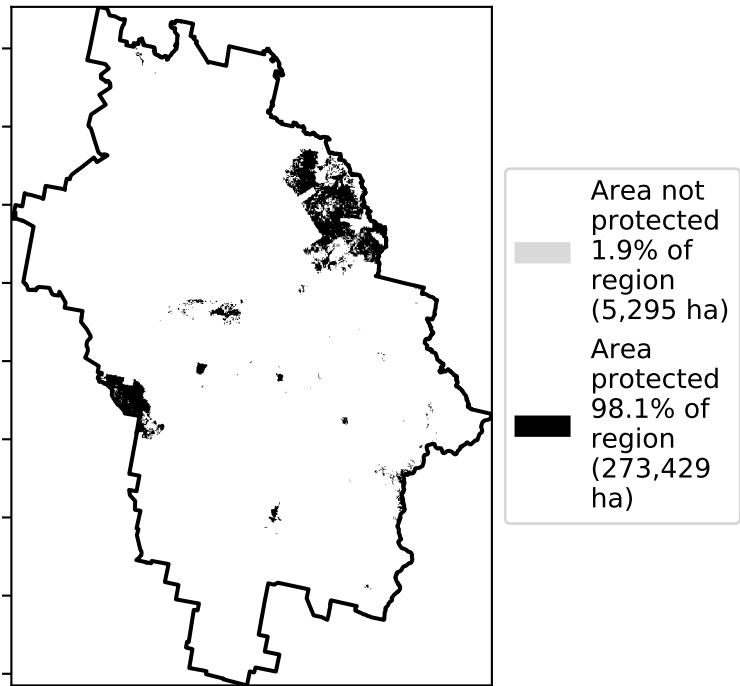 Area not
protected
1.9% of
region
(5,295 ha)
Area
protected
98.1% of
region
(273,429
ha)